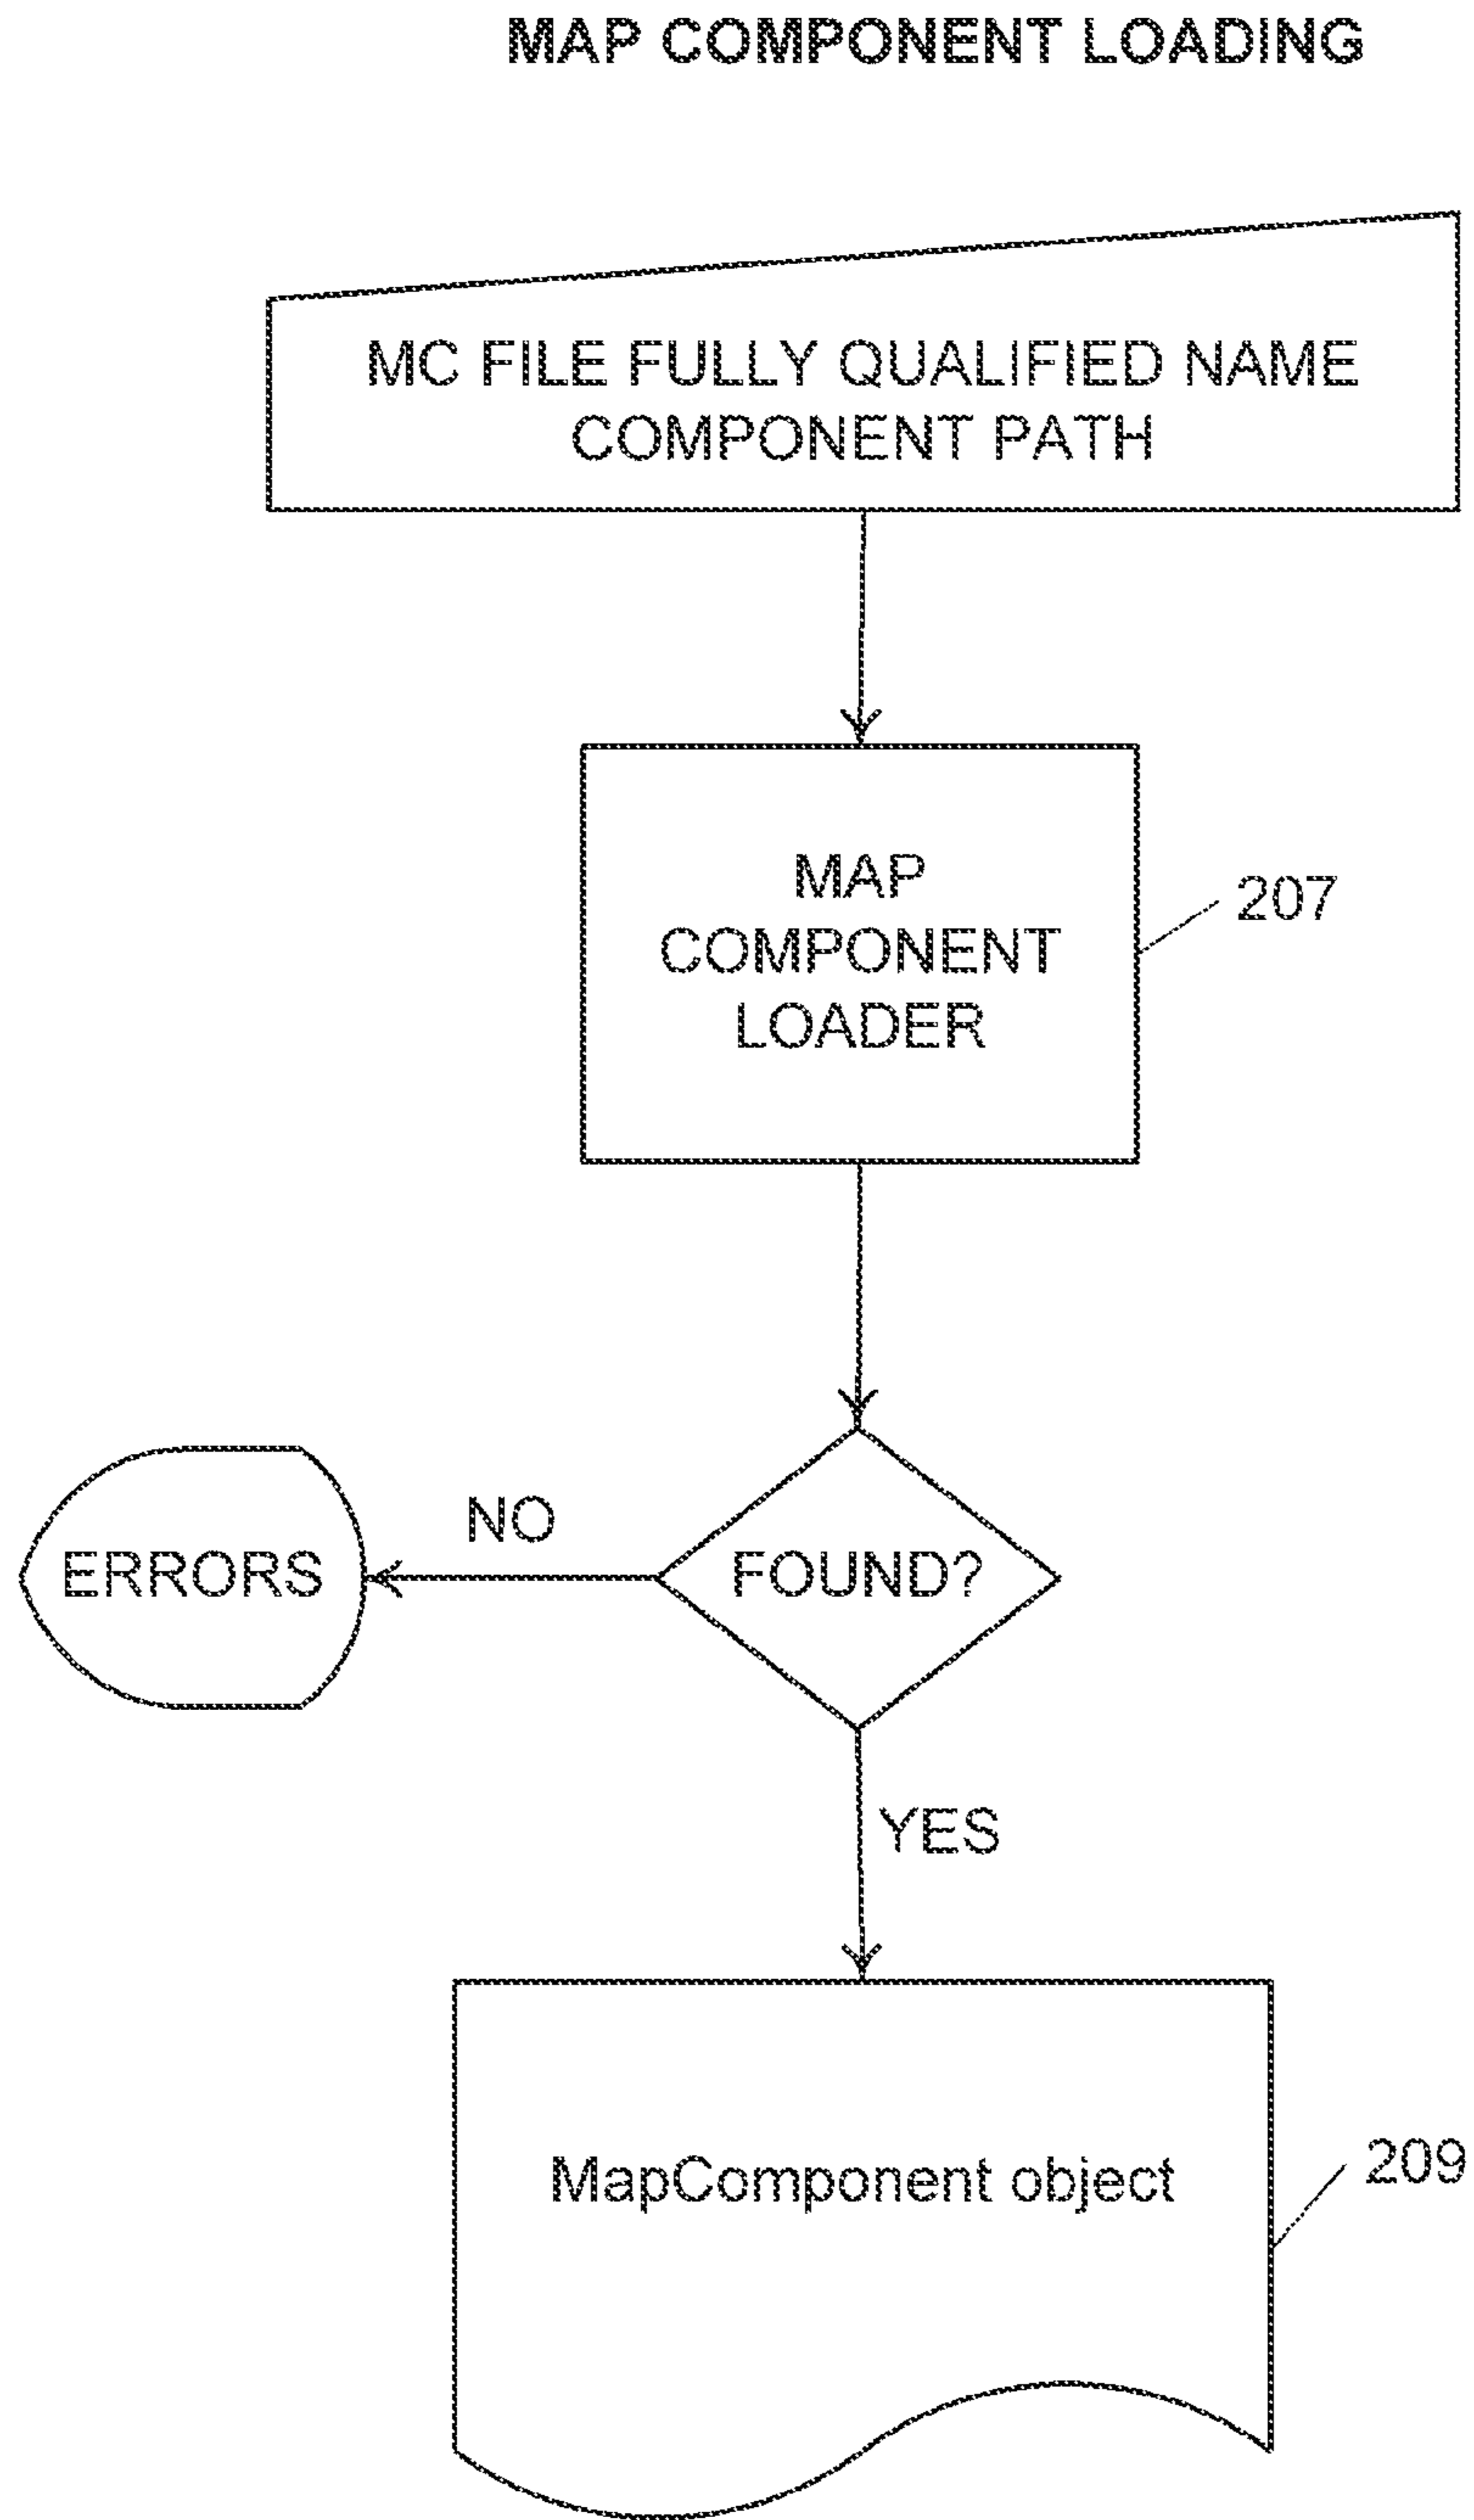 MAP COMPONENT LOADING
MC FILE FULLY QUALIFIED NAME
COMPONENT PATH
MAP
COMPONENT
LOADER
207
NO
ERRORS
FOUND?
YES
MapComponent object
209